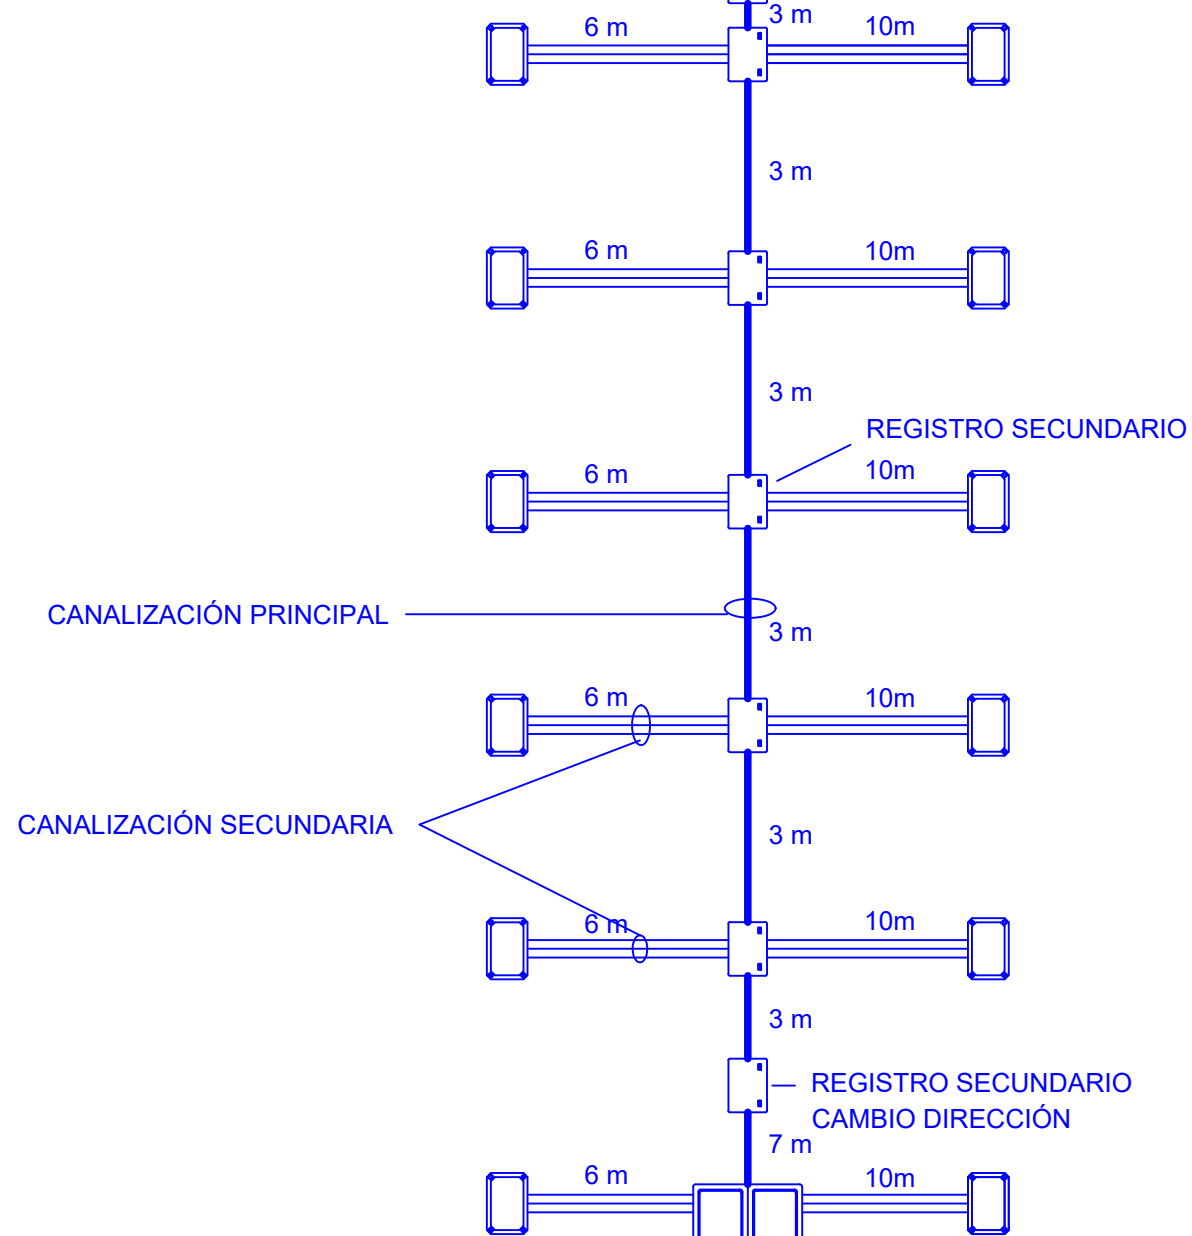 3 m
6 m
10m
3 m
6 m
10m
3 m
REGISTRO SECUNDARIO
6 m
10m
CANALIZACIÓN PRINCIPAL
3 m
6 m
10m
CANALIZACIÓN SECUNDARIA
3 m
6 m
10m
3 m
REGISTRO SECUNDARIO
CAMBIO DIRECCIÓN
7 m
6 m
10m